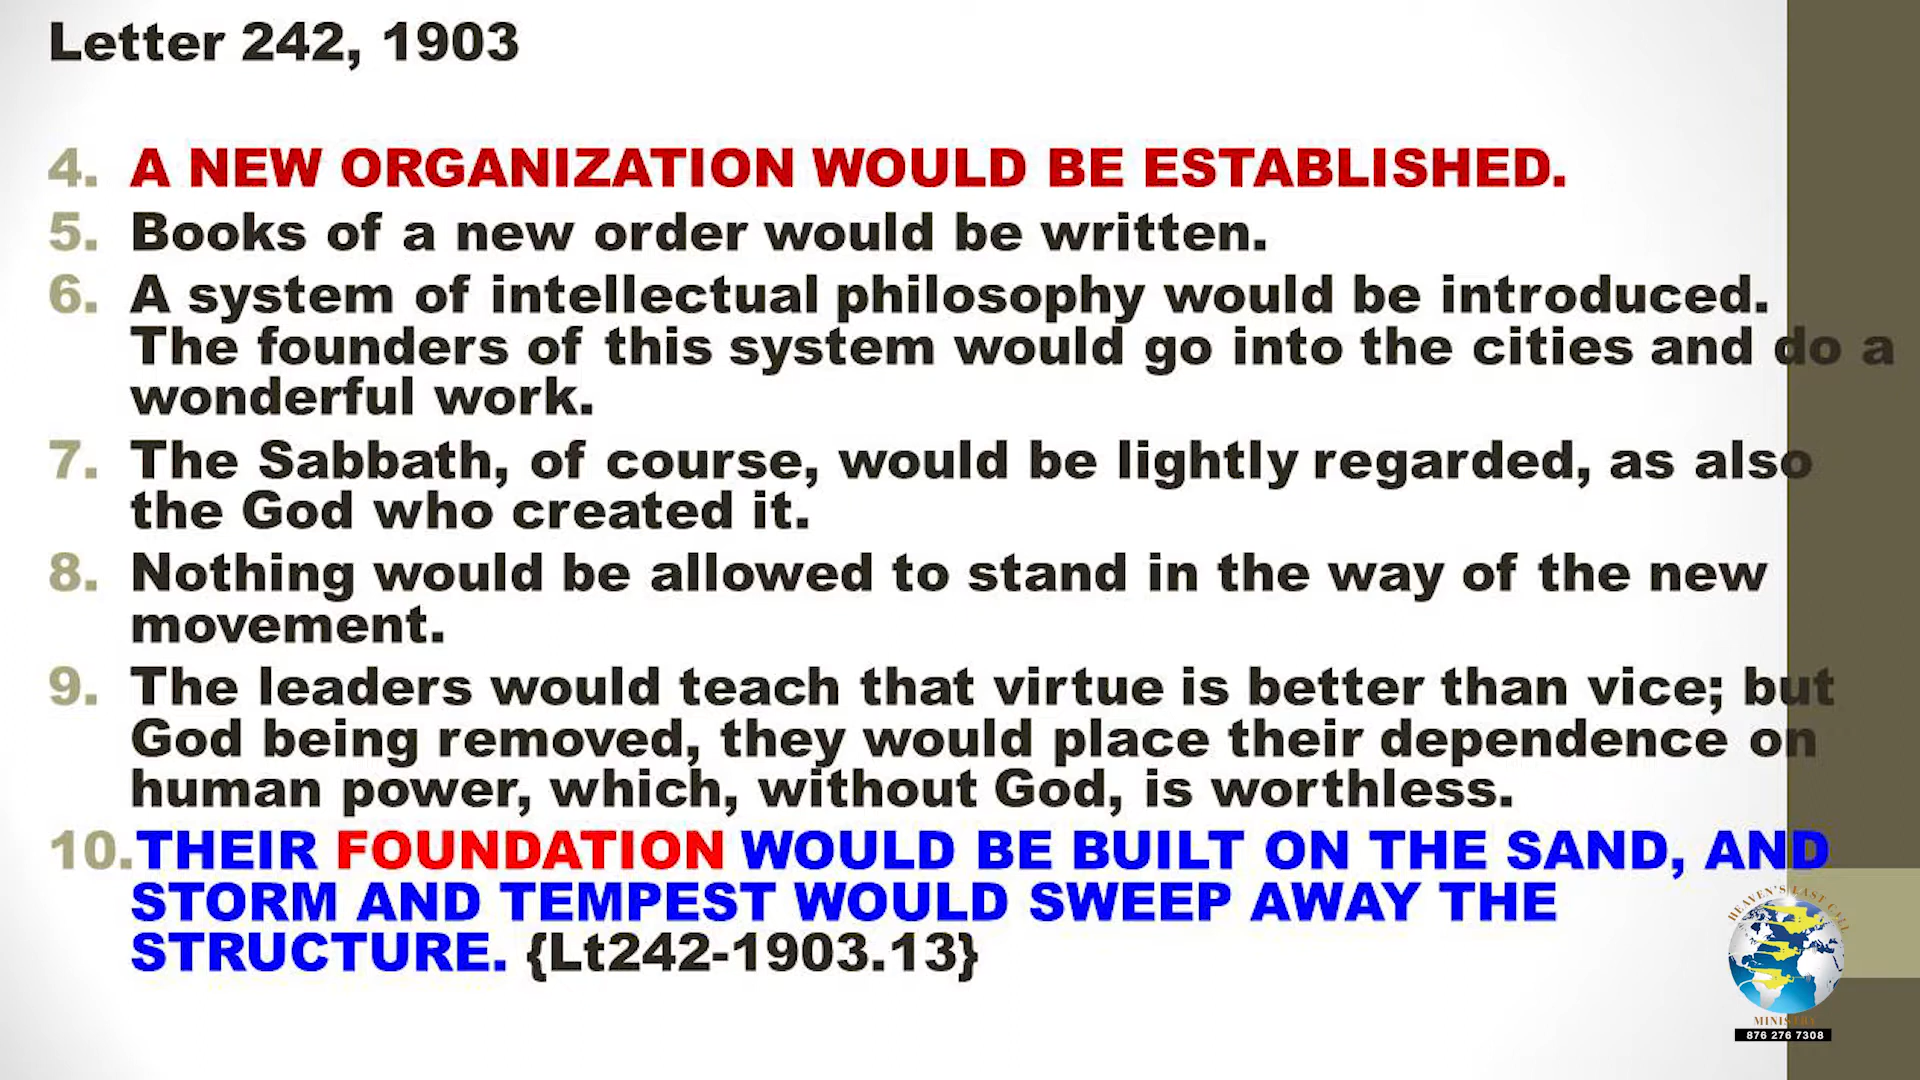 Letter 242, 1903
4. A NEW ORGANIZATION WOULD BE ESTABLISHED.
5. Books of a new order would be written.
6. A system of intellectual philosophy would be introduced.
The founders of this system would go into the cities and do a
wonderful work.
7. The Sabbath, of course, would be lightly regarded, as also
the God who created it.
8. Nothing would be allowed to stand in the way of the new
movement.
9. The leaders would teach that virtue is better than vice; but
God being removed, they would place their dependence on
human power, which, without God, is worthless.
10. THEIR FOUNDATION WOULD BE BUILT ON THE SAND, AND
STORM AND TEMPEST WOULD SWEEP AWAY THE
STRUCTURE. {Lt242-1903.13}
HEAVEN'S LAST CALL
MINISTRY
876 276 7308